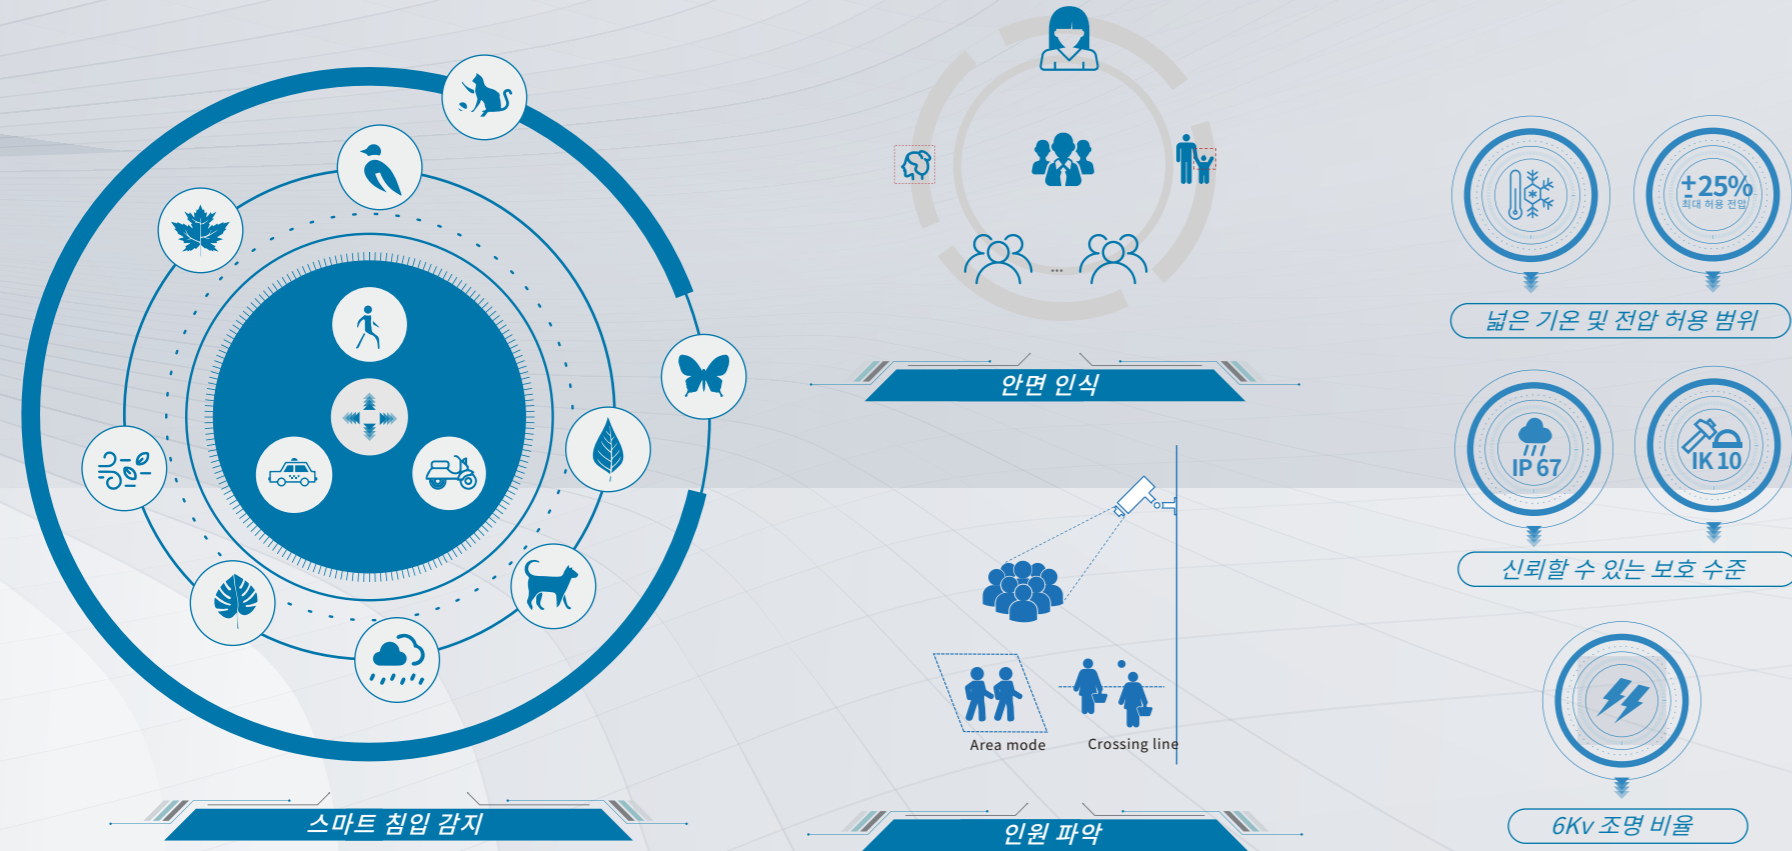 스마트 침입 감지
안면 인식
Area mode
Crossing line
인원 파악
±25%
최대 허용 전압
넓은 기온 및 전압 허용 범위
IP 67
IK 10
신뢰할 수 있는 보호 수준
6Kv 조명 비율